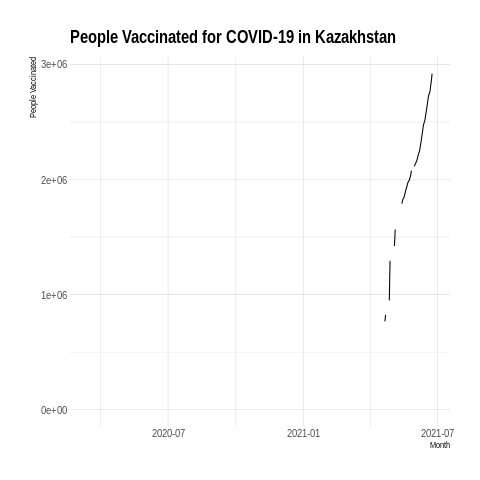 People Vaccinated for COVID-19 in Kazakhstan
People Vaccinated
3e+06
2e+06
1e+06
0e+00
2020-07 2021-01 2021-07
Month